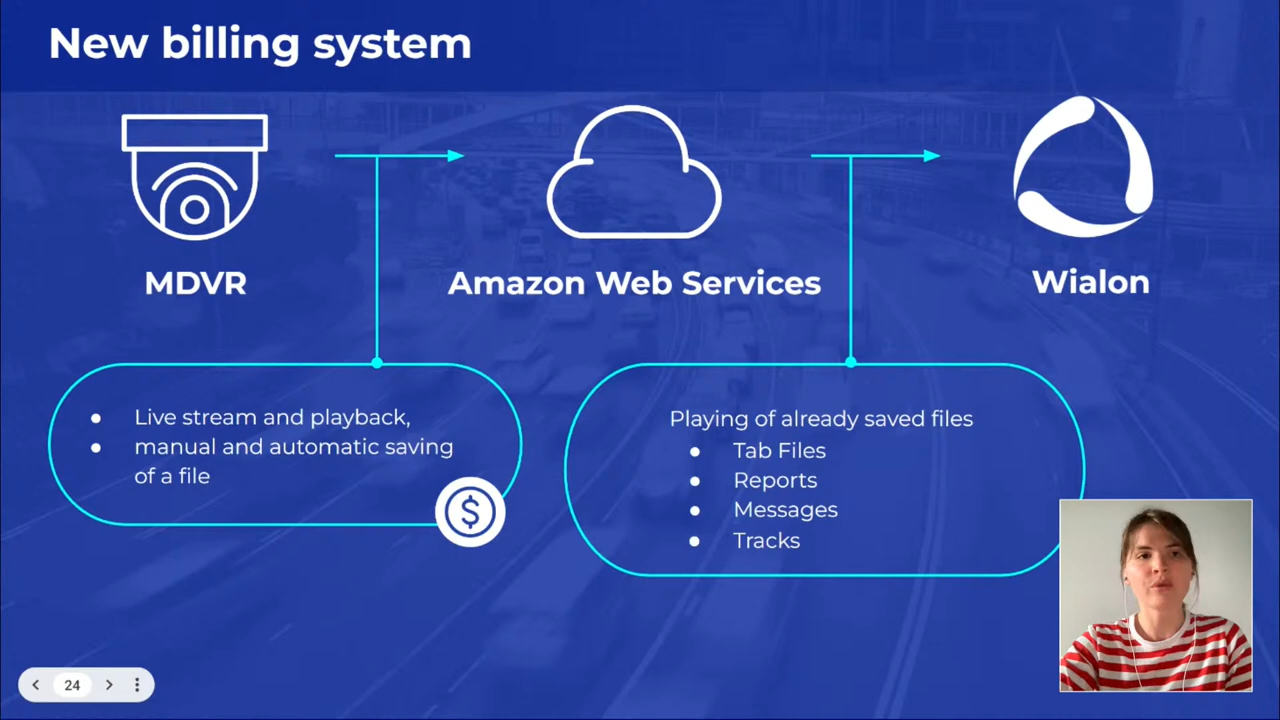 New billing system
MDVR
Amazon Web Services
Wialon
● Live stream and playback,
● manual and automatic saving
of a file
$
Playing of already saved files
● Tab Files
● Reports
● Messages
● Tracks
24